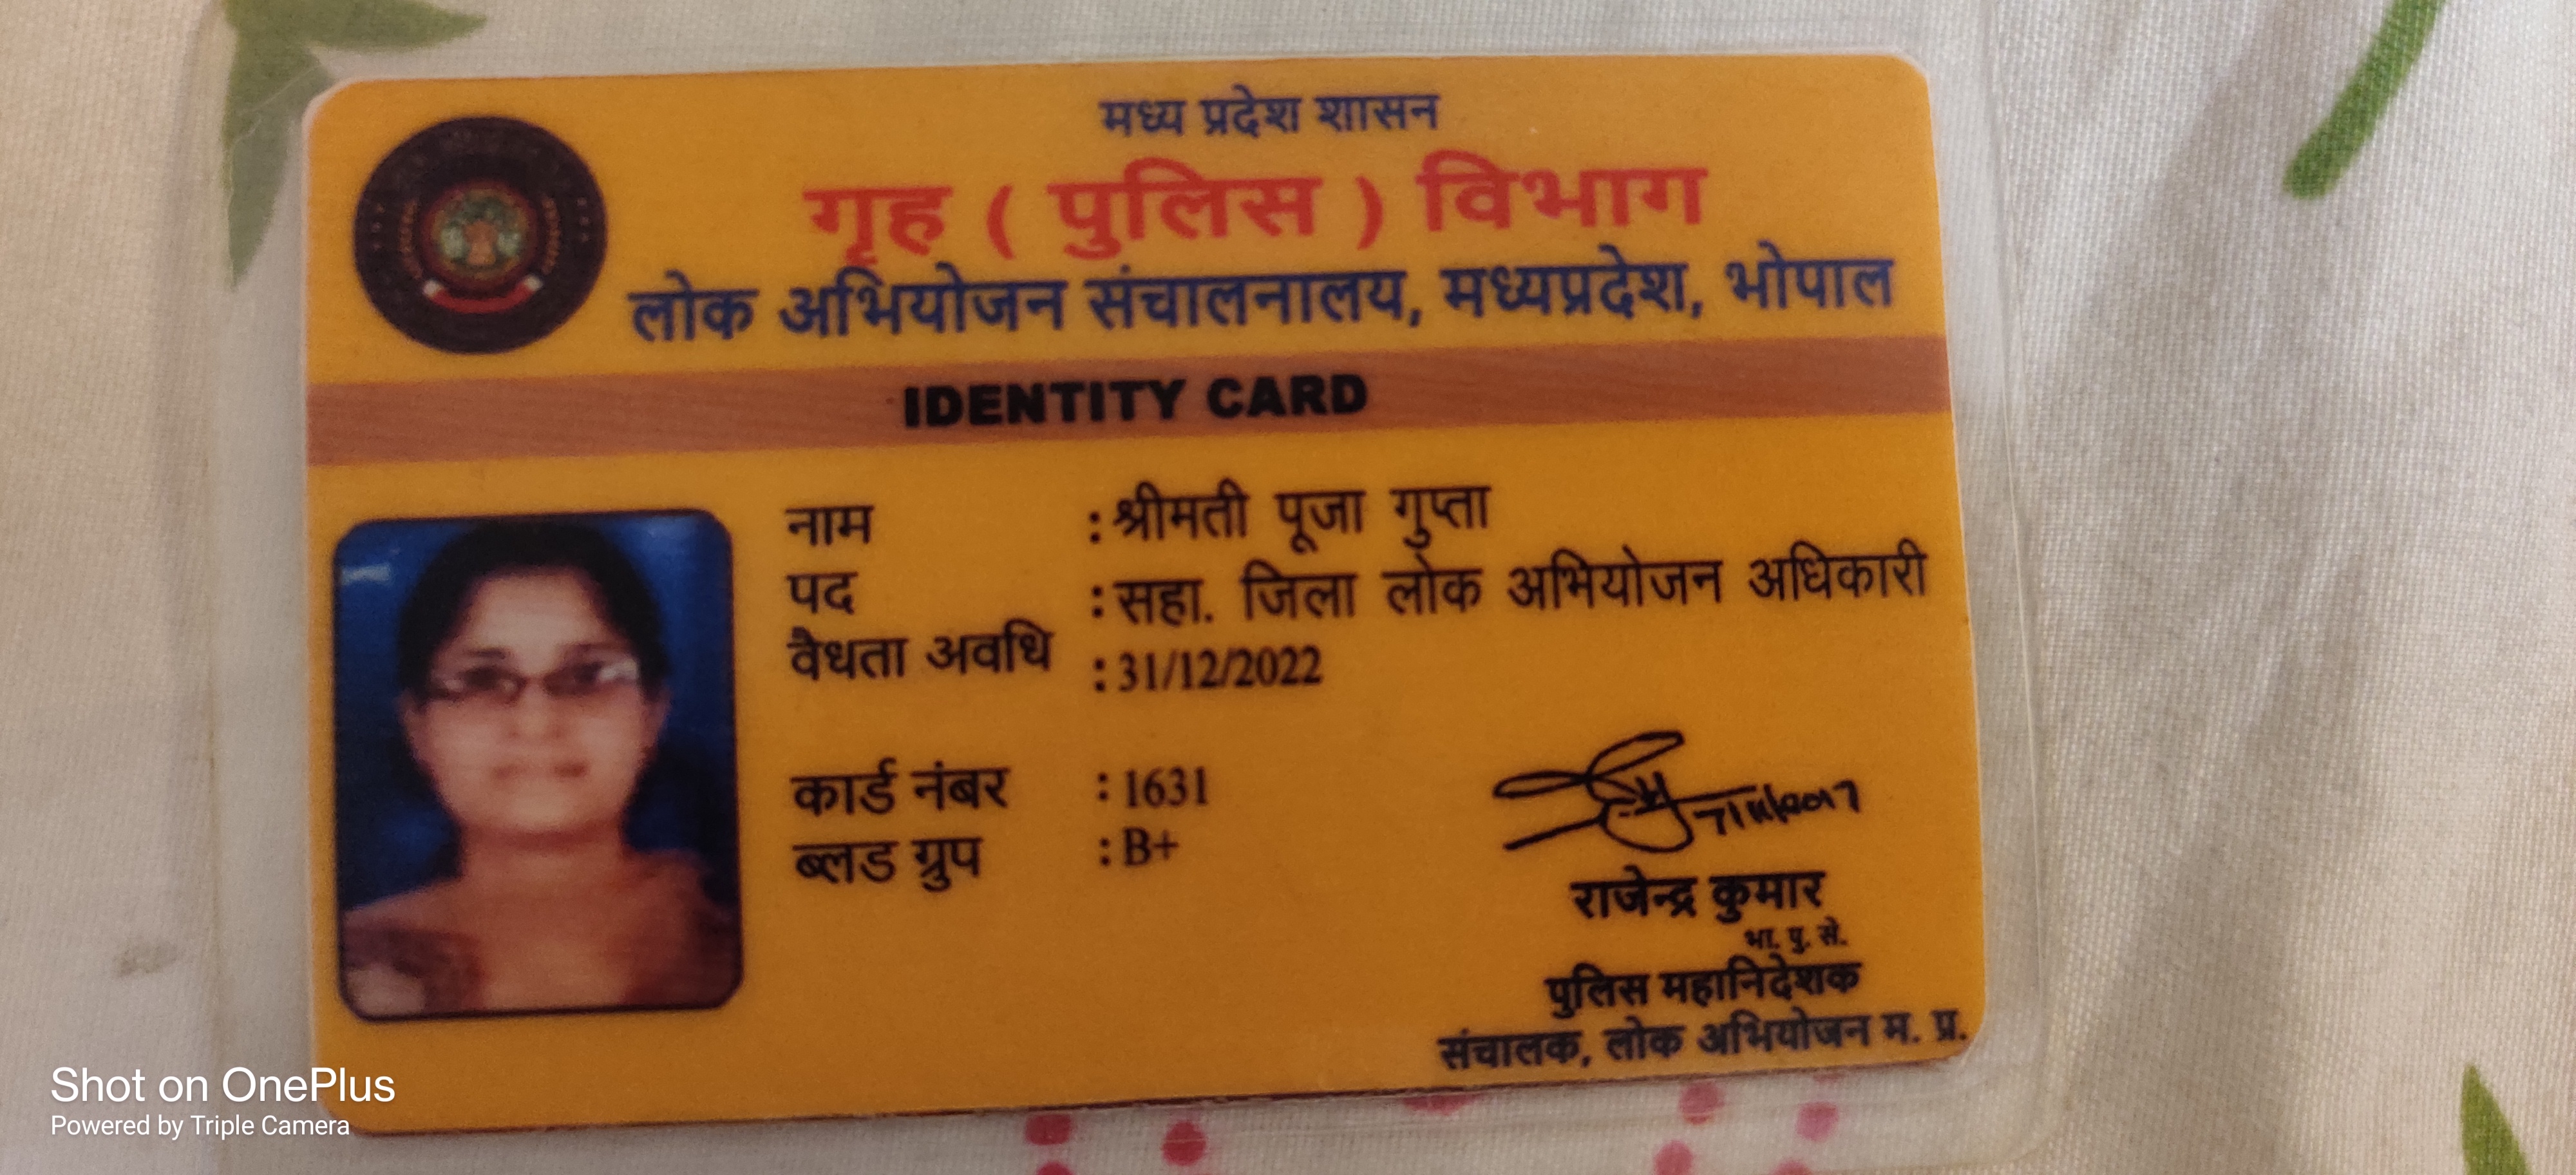 मध्य प्रदेश शासन
गृह ( पुलिस ) विभाग
लोक अभियोजन संचालनालय, मध्यप्रदेश, भोपाल
IDENTITY CARD
नाम : श्रीमती पूजा गुप्ता
पद : सहा. जिला लोक अभियोजन अधिकारी
वैधता अवधि : 31/12/2022
कार्ड नंबर : 1631
ब्लड ग्रुप : B+
7/11/2017
राजेन्द्र कुमार
भा. पु. से.
पुलिस महानिदेशक
संचालक, लोक अभियोजन म. प्र.
Shot on OnePlus
Powered by Triple Camera